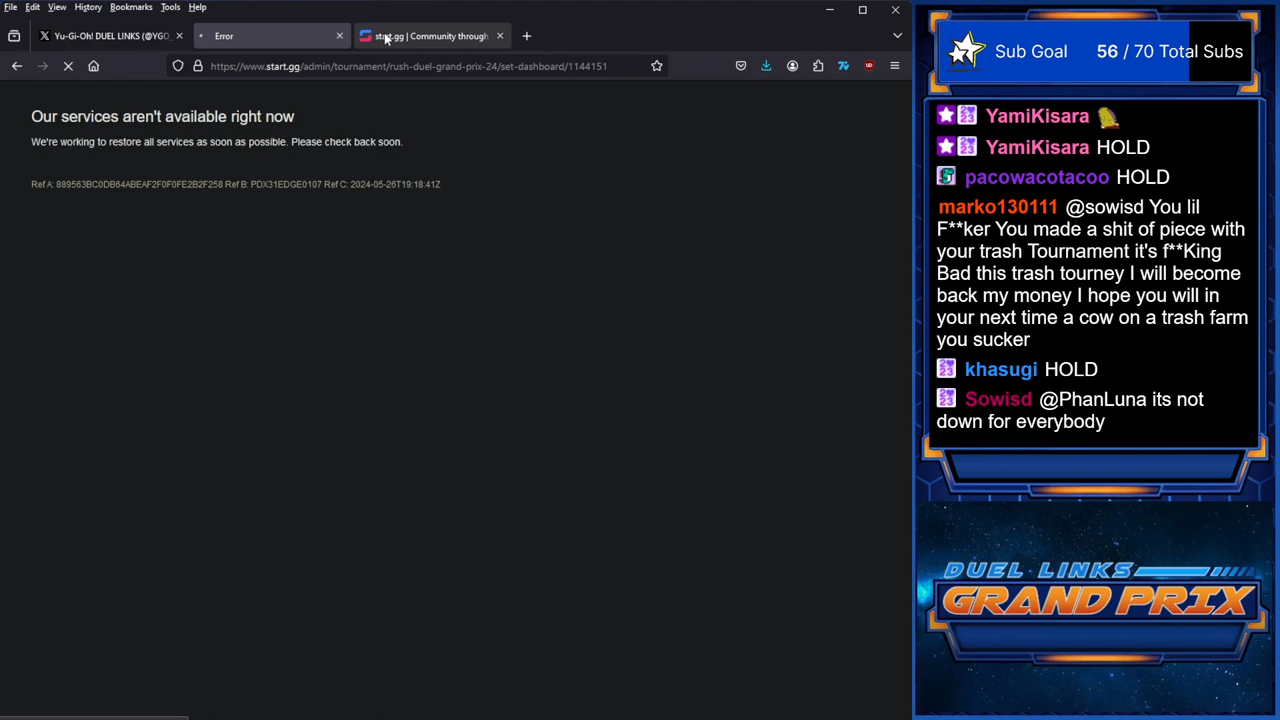 File Edit View History Bookmarks Tools Help
Yu-Gi-Oh! DUEL LINKS (@YGO_
Error
start.gg | Community through
https://www.start.gg/admin/tournament/rush-duel-grand-prix-24/set-dashboard/1144151
Our services aren't available right now
We're working to restore all services as soon as possible. Please check back soon.
Ref A: 889563BC0DB64ABEAF2F0F0FE2B2F258 Ref B: PDX31EDGE0107 Ref C: 2024-05-26T19:18:41Z
Sub Goal 56 / 70 Total Subs
YamiKisara
YamiKisara HOLD
pacowacotacoo HOLD
marko130111 @sowisd You lil
F**ker You made a shit of piece with
your trash Tournament it's f**King
Bad this trash tourney I will become
back my money I hope you will in
your next time a cow on a trash farm
you sucker
khasugi HOLD
Sowisd @PhanLuna its not
down for everybody
DUEL LINKS
GRAND PRIX